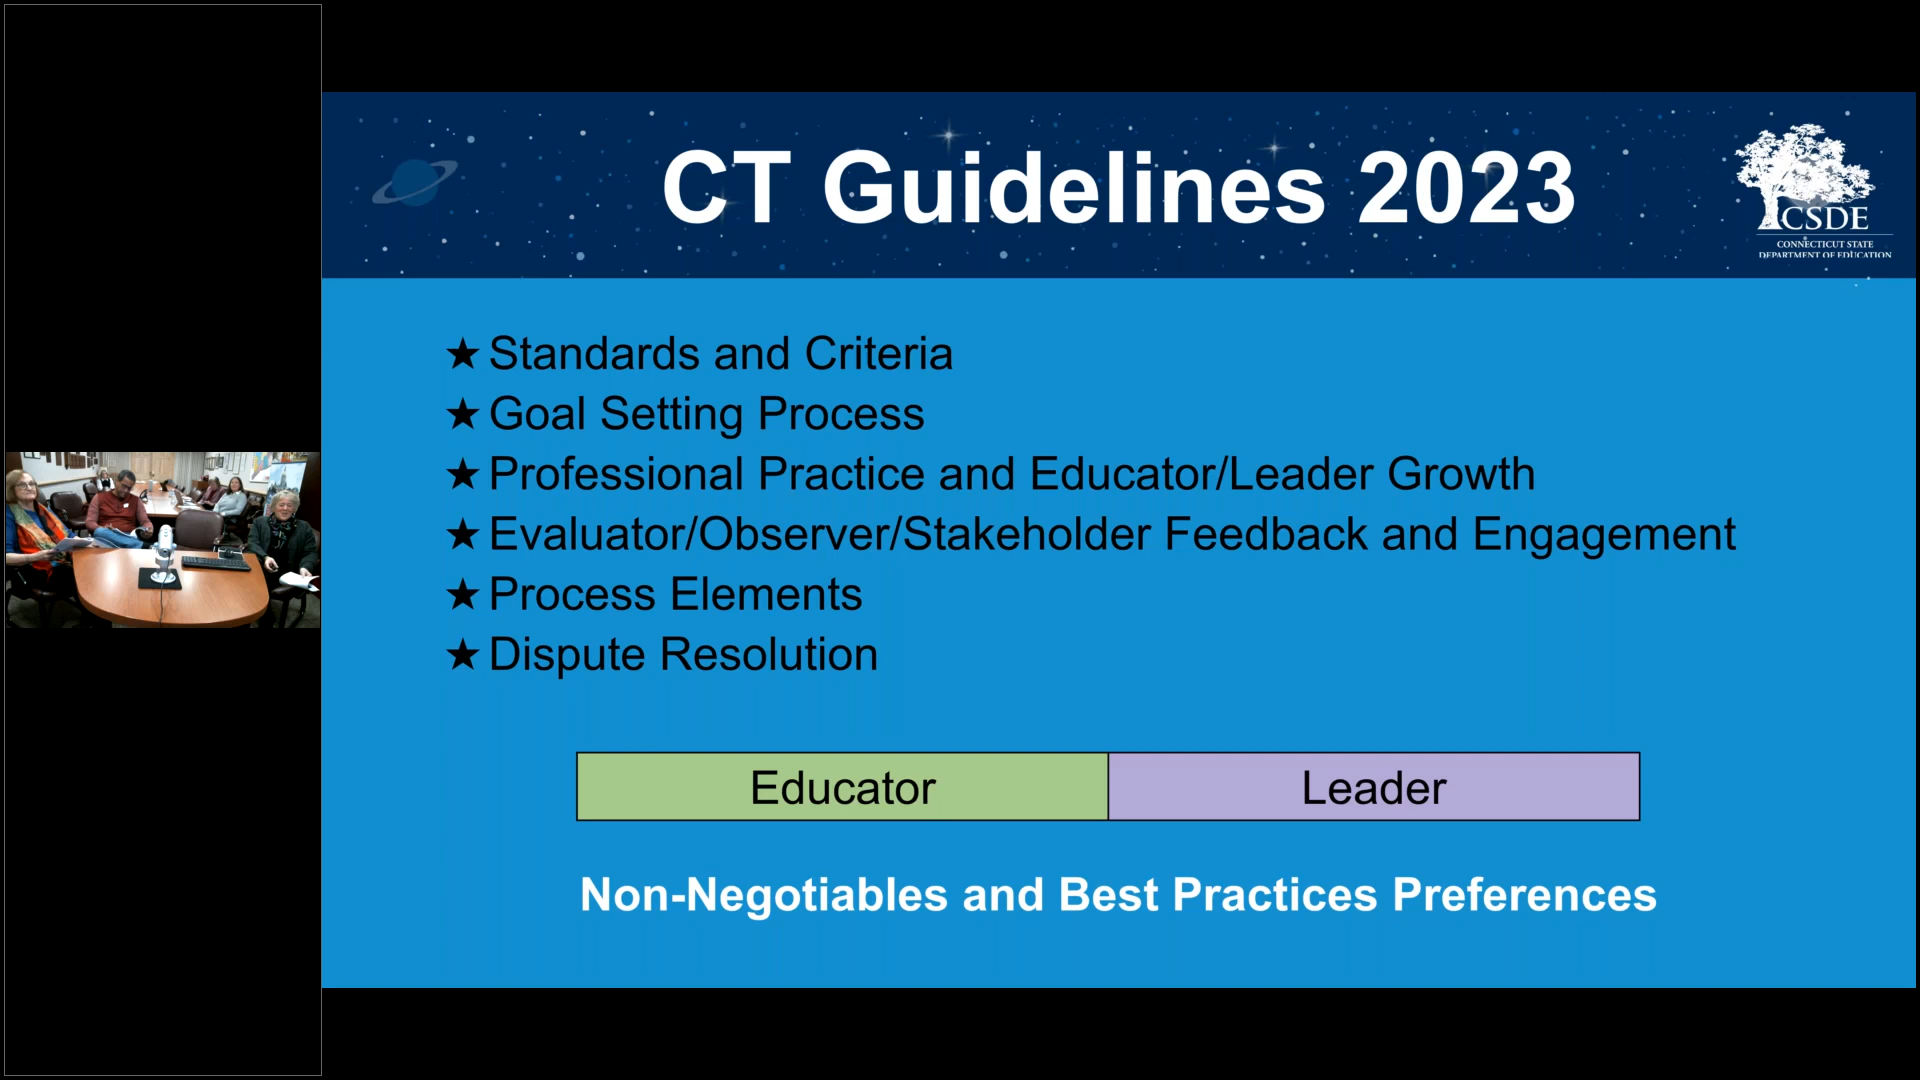 CT Guidelines 2023
CSDE
CONNECTICUT STATE
DEPARTMENT OF EDUCATION
★ Standards and Criteria
★ Goal Setting Process
★ Professional Practice and Educator/Leader Growth
★ Evaluator/Observer/Stakeholder Feedback and Engagement
★ Process Elements
★ Dispute Resolution
Educator
Leader
Non-Negotiables and Best Practices Preferences